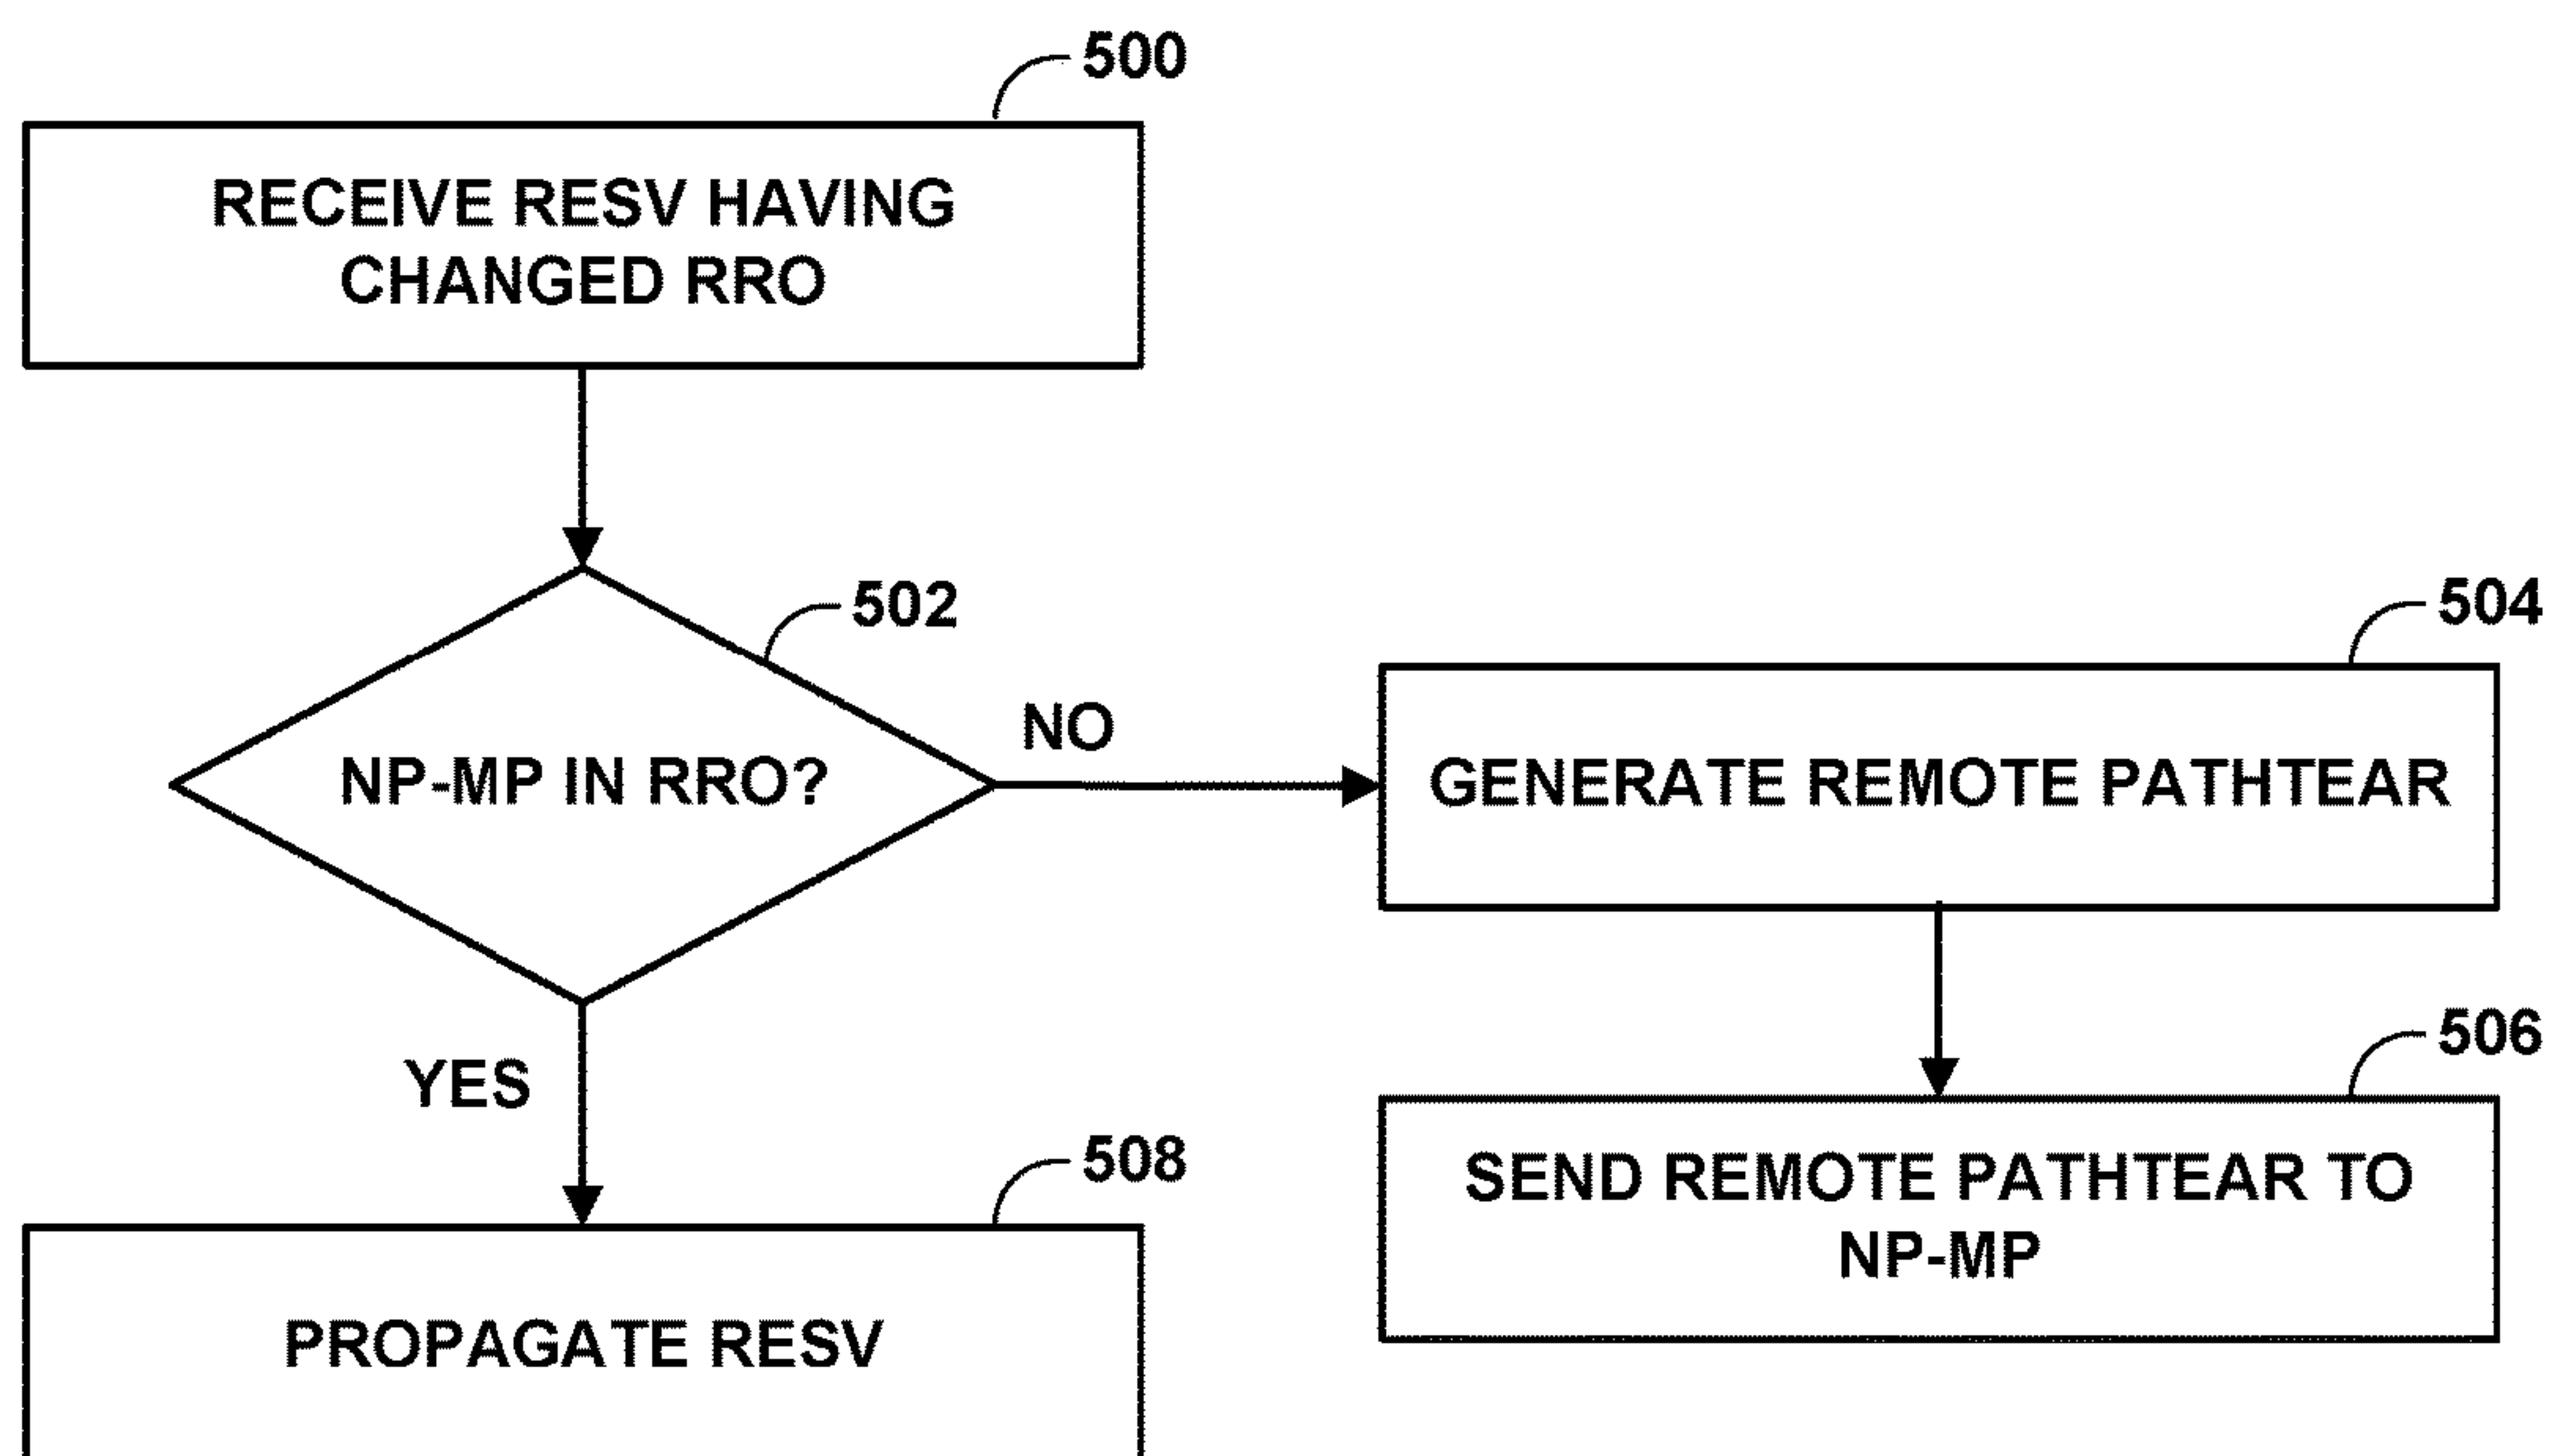 500
RECEIVE RESV HAVING
CHANGED RRO
502
NP-MP IN RRO?
NO
504
GENERATE REMOTE PATHTEAR
YES
506
SEND REMOTE PATHTEAR TO
NP-MP
508
PROPAGATE RESV